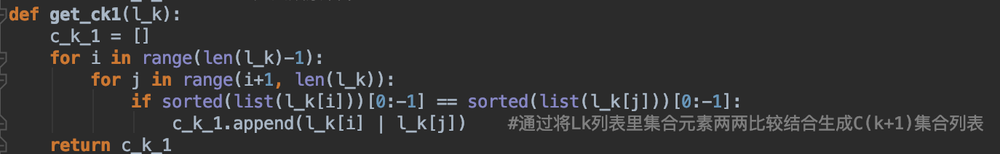 def get_ck1(l_k):
    c_k_1 = []
    for i in range(len(l_k)-1):
        for j in range(i+1, len(l_k)):
            if sorted(list(l_k[i]))[0:-1] == sorted(list(l_k[j]))[0:-1]:
                c_k_1.append(l_k[i] | l_k[j])    #通过将Lk列表里集合元素两两比较结合生成C(k+1)集合列表
    return c_k_1